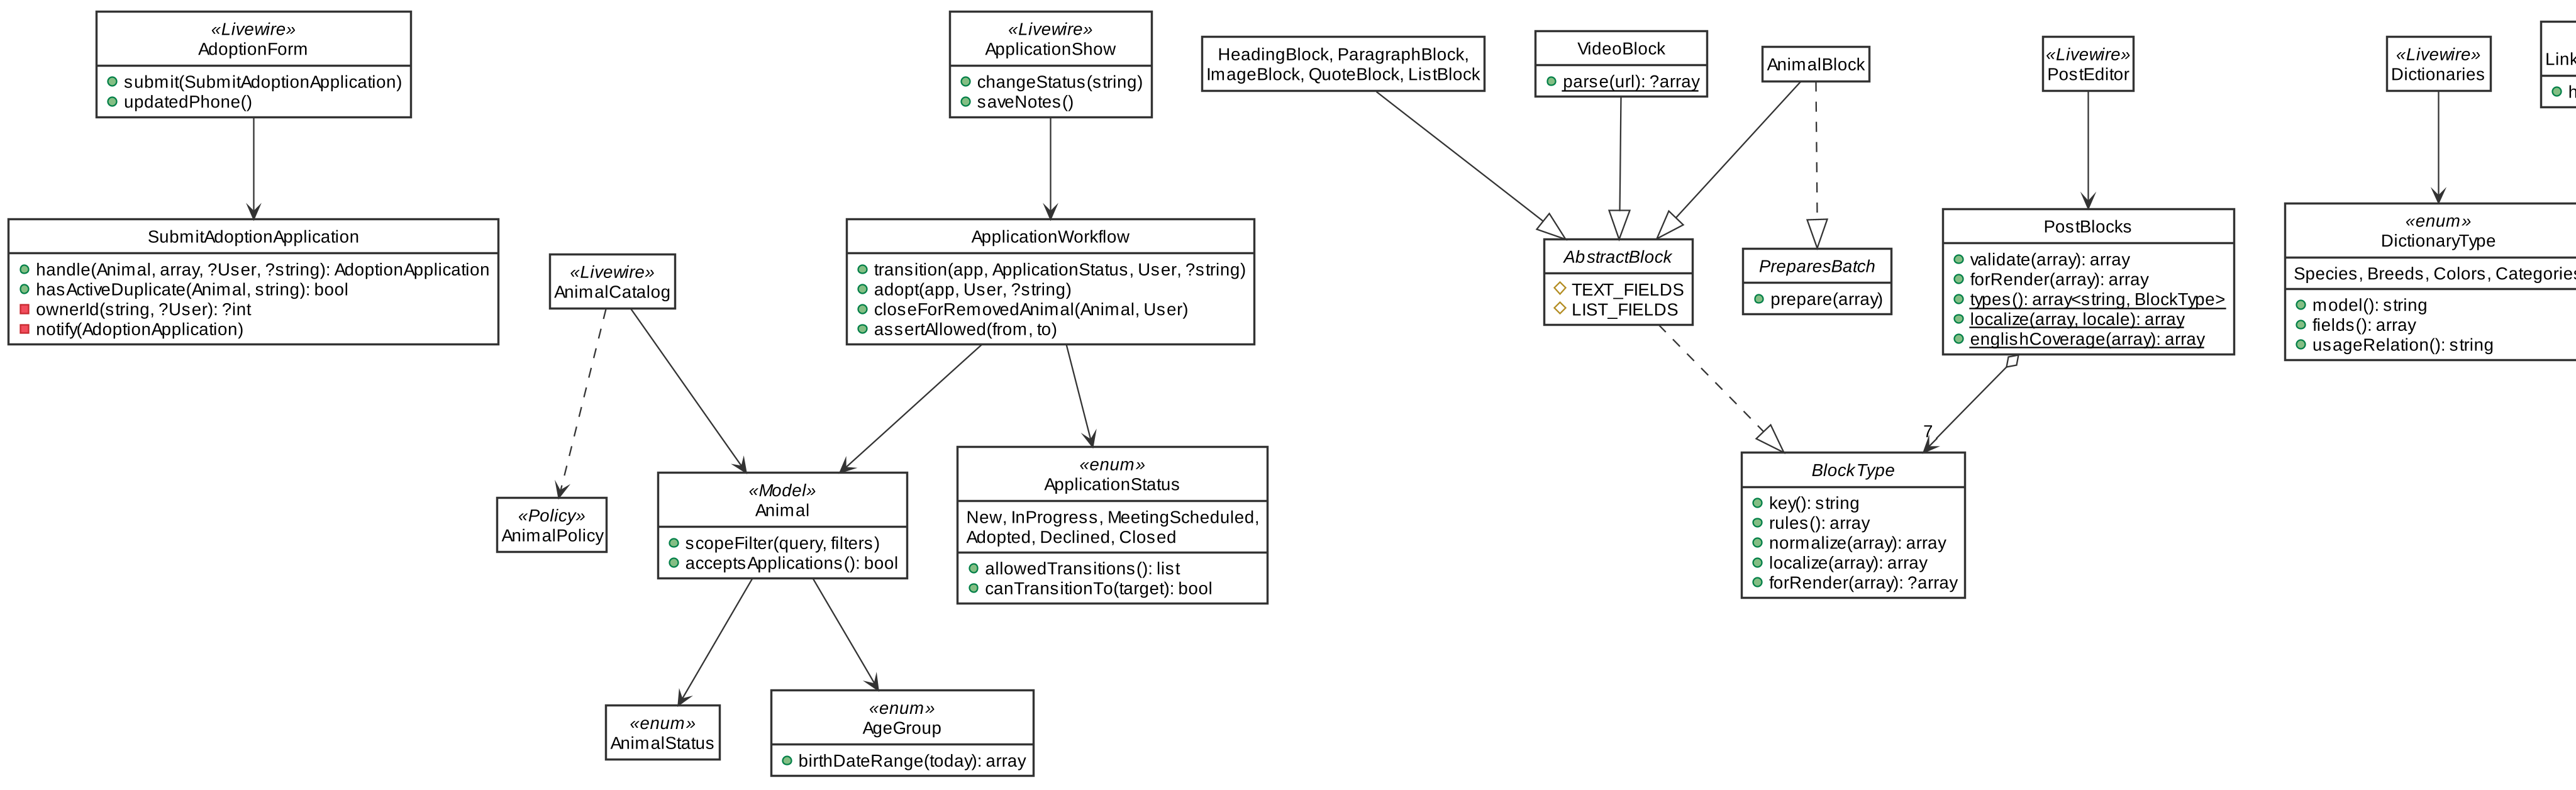 «Livewire»
AdoptionForm
submit(SubmitAdoptionApplication)
updatedPhone()
«Livewire»
ApplicationShow
changeStatus(string)
saveNotes()
HeadingBlock, ParagraphBlock,
ImageBlock, QuoteBlock, ListBlock
VideoBlock
parse(url): ?array
AnimalBlock
«Livewire»
PostEditor
«Livewire»
Dictionaries
Link
h
SubmitAdoptionApplication
handle(Animal, array, ?User, ?string): AdoptionApplication
hasActiveDuplicate(Animal, string): bool
ownerId(string, ?User): ?int
notify(AdoptionApplication)
«Livewire»
AnimalCatalog
ApplicationWorkflow
transition(app, ApplicationStatus, User, ?string)
adopt(app, User, ?string)
closeForRemovedAnimal(Animal, User)
assertAllowed(from, to)
AbstractBlock
TEXT_FIELDS
LIST_FIELDS
PreparesBatch
prepare(array)
PostBlocks
validate(array): array
forRender(array): array
types(): array<string, BlockType>
localize(array, locale): array
englishCoverage(array): array
«enum»
DictionaryType
Species, Breeds, Colors, Categories
model(): string
fields(): array
usageRelation(): string
7
«Policy»
AnimalPolicy
«Model»
Animal
scopeFilter(query, filters)
acceptsApplications(): bool
«enum»
ApplicationStatus
New, InProgress, MeetingScheduled,
Adopted, Declined, Closed
allowedTransitions(): list
canTransitionTo(target): bool
BlockType
key(): string
rules(): array
normalize(array): array
localize(array): array
forRender(array): ?array
«enum»
AnimalStatus
«enum»
AgeGroup
birthDateRange(today): array